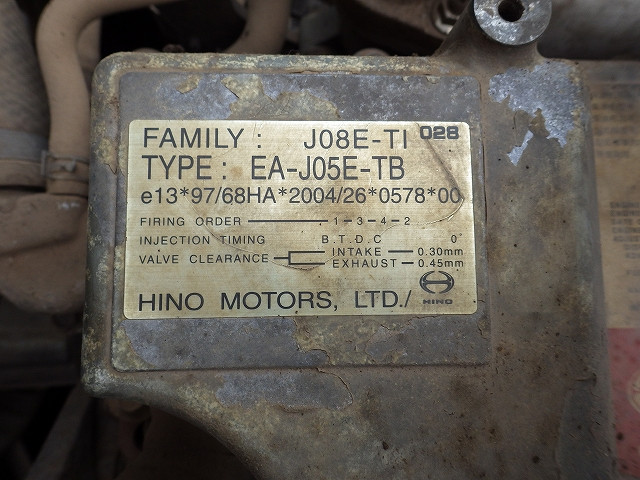 FAMILY : J08E-TI 028
TYPE : EA-J05E-TB
e13*97/68HA*2004/26*0578*00
FIRING ORDER 1-3-4-2
INJECTION TIMING B.T.D.C 0°
VALVE CLEARANCE INTAKE 0.30mm
EXHAUST 0.45mm
HINO MOTORS, LTD./ HINO